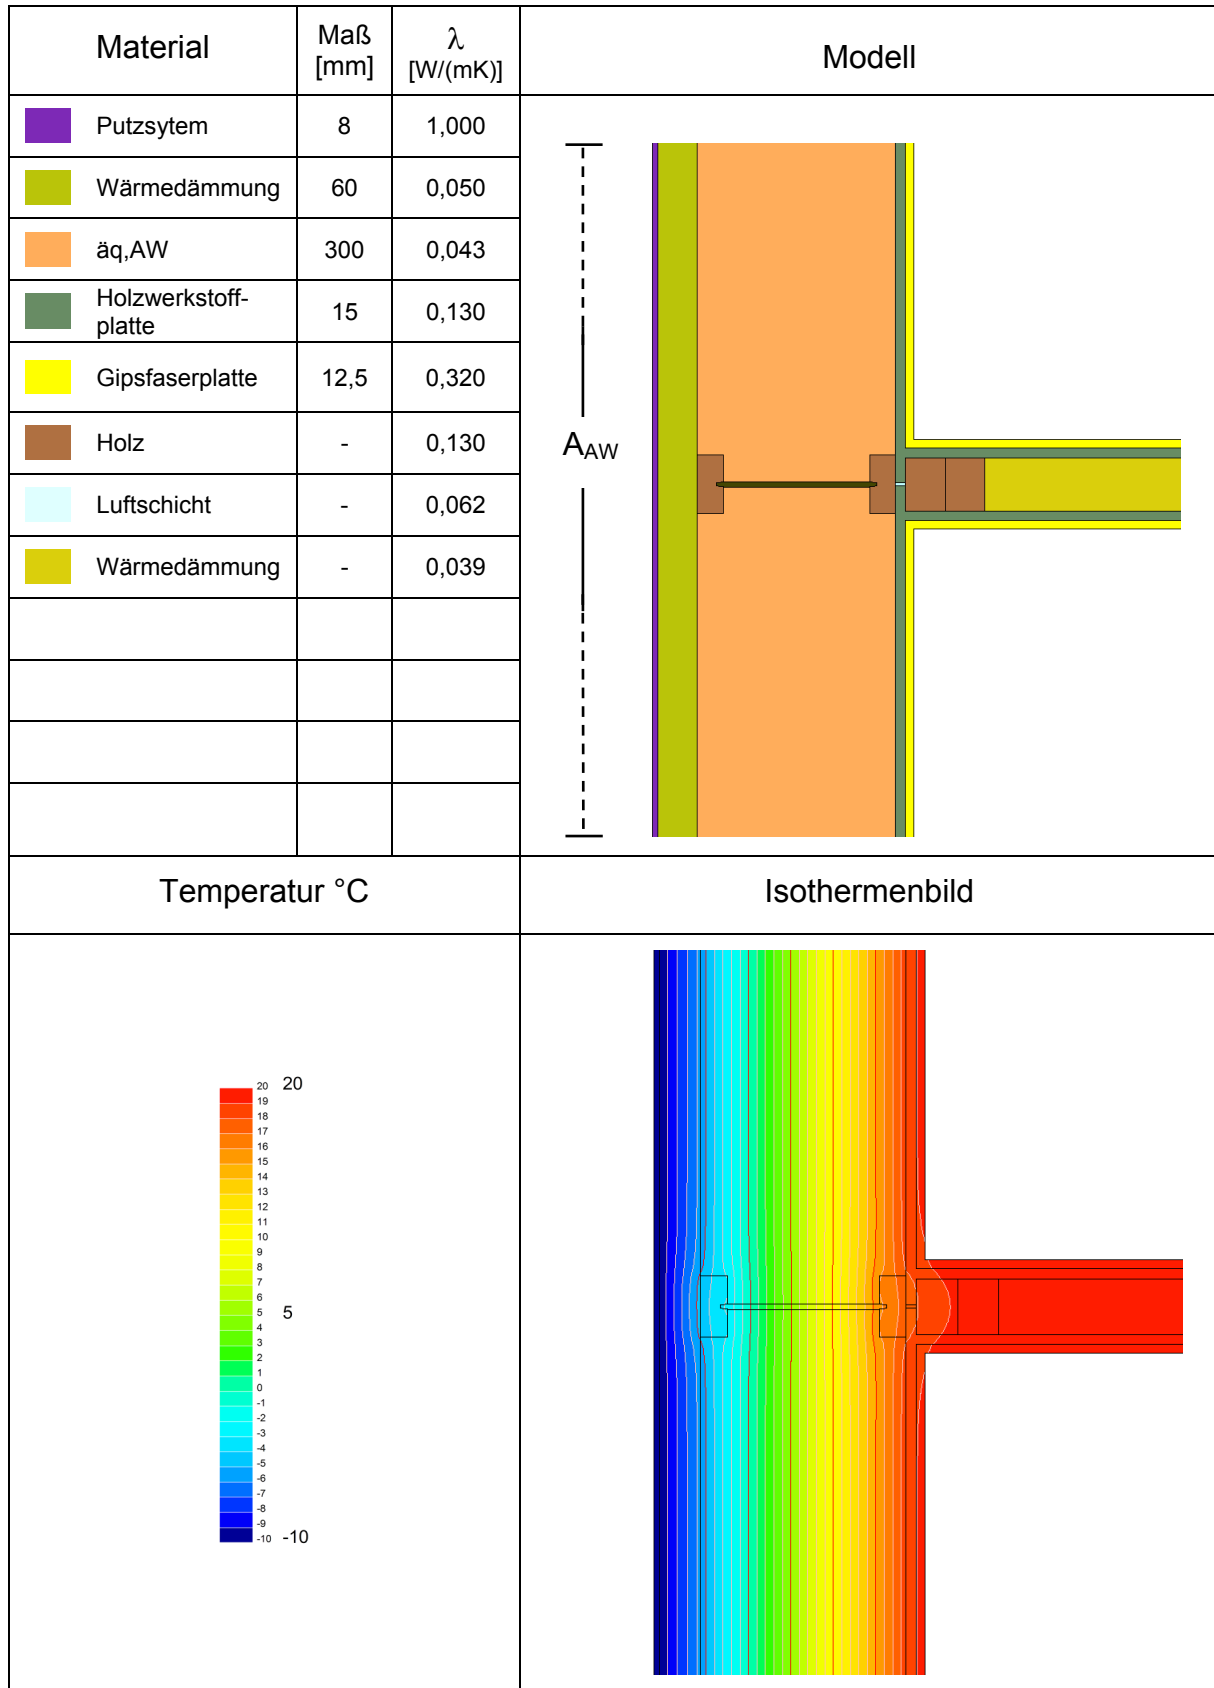 Material
Maß
[mm]
λ
[W/(mK)]
Modell
Putzsytem 8 1,000
Wärmedämmung 60 0,050
äq,AW 300 0,043
Holzwerkstoff-
platte 15 0,130
Gipsfaserplatte 12,5 0,320
Holz - 0,130
Luftschicht - 0,062
Wärmedämmung - 0,039
AAW
Temperatur °C
Isothermenbild
20 20
19
18
17
16
15
14
13
12
11
10
9
8
7
6
5 5
4
3
2
1
0
-1
-2
-3
-4
-5
-6
-7
-8
-9
-10 -10